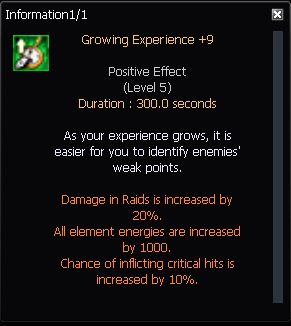 Information1/1
Growing Experience +9
Positive Effect
(Level 5)
Duration : 300.0 seconds
As your experience grows, it is
easier for you to identify enemies'
weak points.
Damage in Raids is increased by
20%.
All element energies are increased
by 1000.
Chance of inflicting critical hits is
increased by 10%.